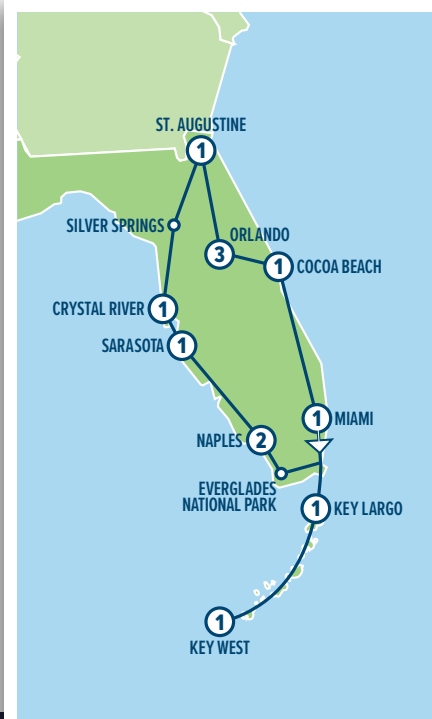 ST. AUGUSTINE
1
SILVER SPRINGS
ORLANDO
3
1
COCOA BEACH
CRYSTAL RIVER
1
SARASOTA
1
1
MIAMI
NAPLES
2
EVERGLADES
NATIONAL PARK
1
KEY LARGO
1
KEY WEST